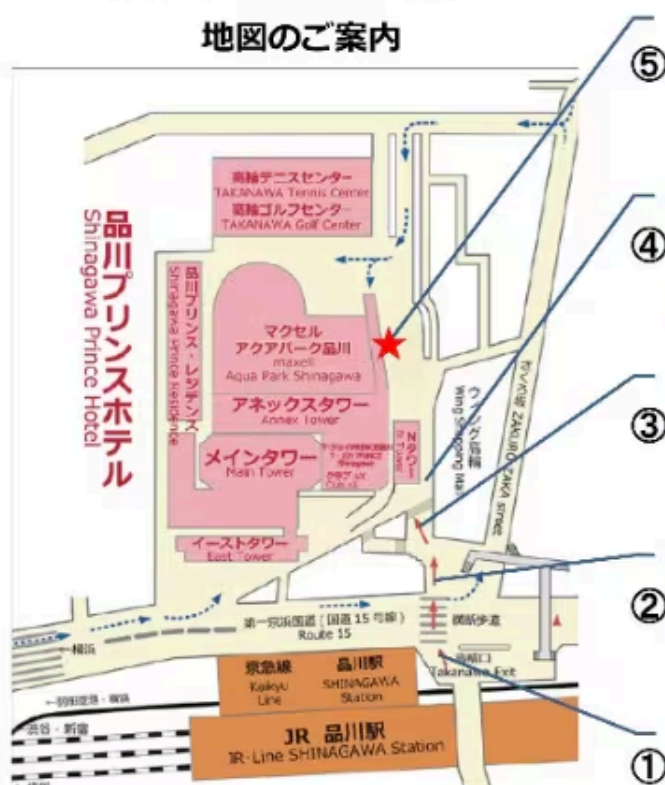 地図のご案内
⑤
④
③
②
①
高輪テニスセンター
TAKANAWA Tennis Center
高輪ゴルフセンター
TAKANAWA Golf Center
品川プリンスホテル
Shinagawa Prince Hotel
品川プリンス・レジデンス
Shinagawa Prince Residence
マクセル
アクアパーク品川
maxell
Aqua Park Shinagawa
アネックスタワー
Annex Tower
メインタワー
Main Tower
Nタワー
N Tower
イーストタワー
East Tower
ウィング高輪
Wing Shopping Mall
ZAKURO ZAKA street
第一京浜国道(国道15号線)
Route 15
横断歩道
高輪口
Takanawa Exit
←横浜
京急線
Keikyu
Line
品川駅
SHINAGAWA
Station
←羽田空港・横浜
←渋谷・新宿
JR 品川駅
JR-Line SHINAGAWA Station